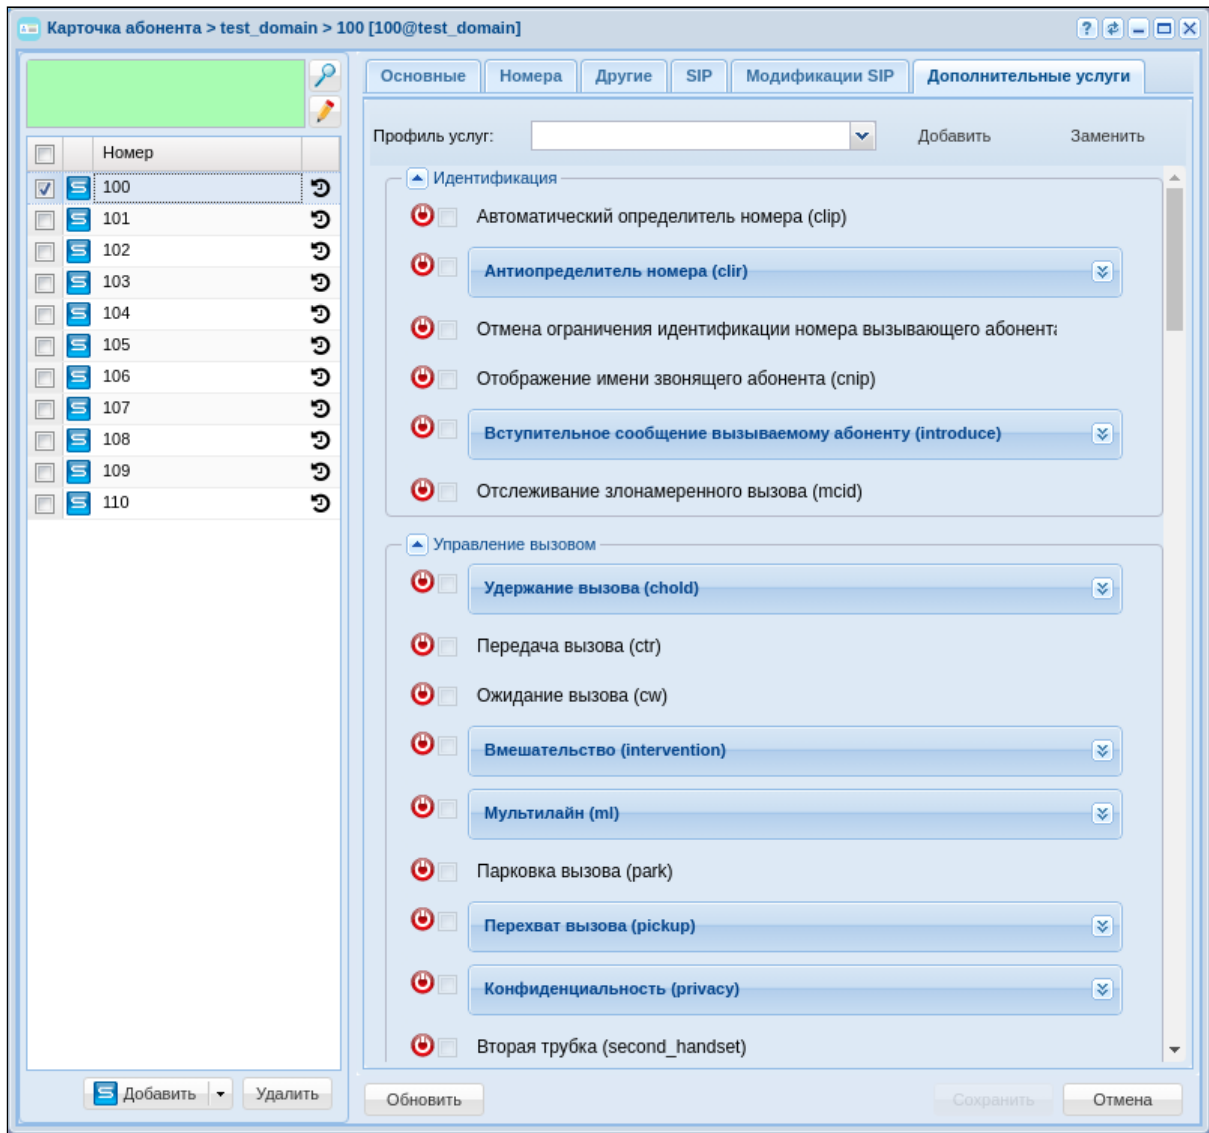 Карточка абонента > test_domain > 100 [100@test_domain]
Основные
Номера
Другие
SIP
Модификации SIP
Дополнительные услуги
Профиль услуг:
Добавить
Заменить
Номер
100
101
102
103
104
105
106
107
108
109
110
Идентификация
Автоматический определитель номера (clip)
Антиопределитель номера (clir)
Отмена ограничения идентификации номера вызывающего абонента
Отображение имени звонящего абонента (cnip)
Вступительное сообщение вызываемому абоненту (introduce)
Отслеживание злонамеренного вызова (mcid)
Управление вызовом
Удержание вызова (chold)
Передача вызова (ctr)
Ожидание вызова (cw)
Вмешательство (intervention)
Мультилайн (ml)
Парковка вызова (park)
Перехват вызова (pickup)
Конфиденциальность (privacy)
Вторая трубка (second_handset)
Добавить
Удалить
Обновить
Сохранить
Отмена